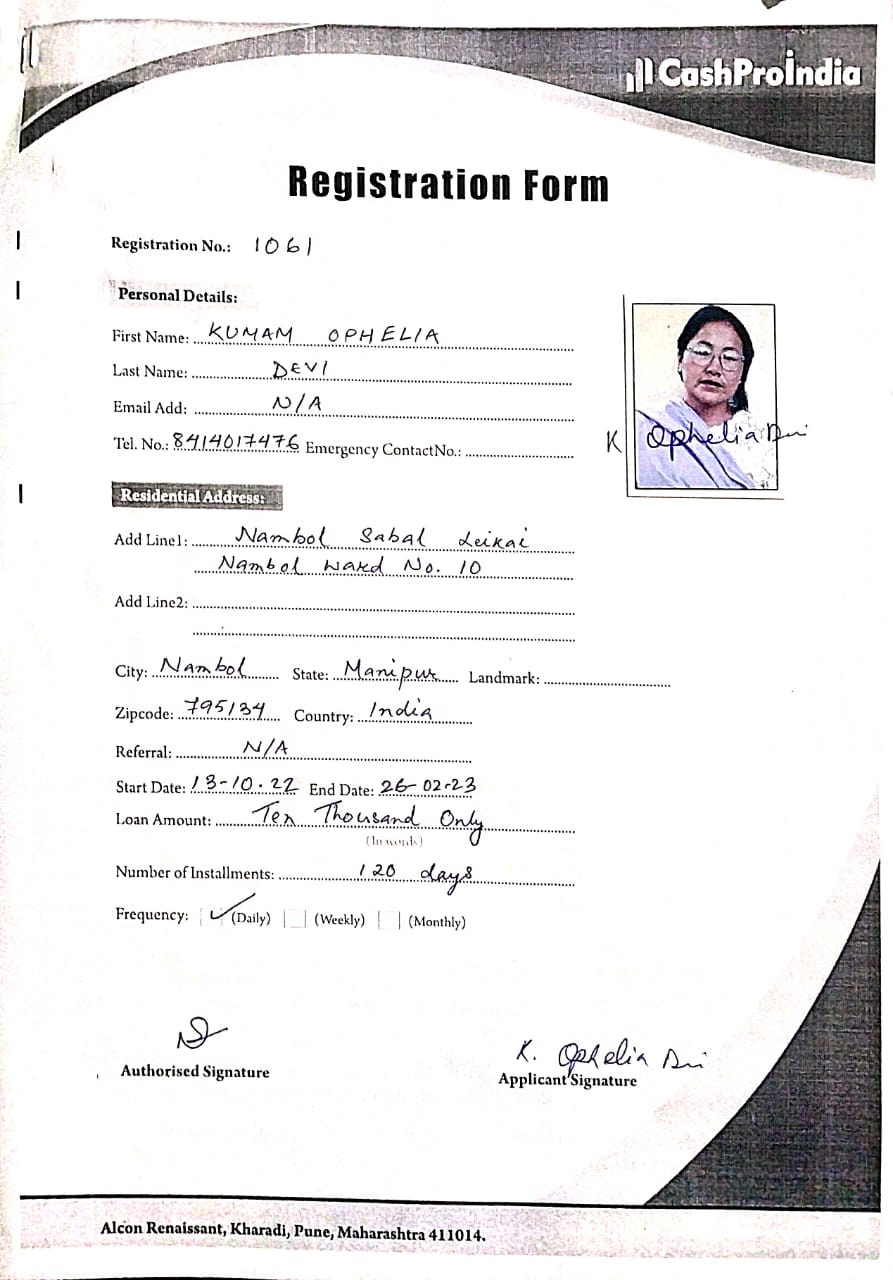 CashProIndia
Registration Form
Registration No.: 1061
Personal Details:
First Name: KUMAM OPHELIA
Last Name: DEVI
Email Add: N/A
Tel. No.: 8414017476 Emergency ContactNo.:
K Ophelia Devi
Residential Address:
Add Line1: Nambol Sabal Leikai
Nambol Ward No. 10
Add Line2:
City: Nambol State: Manipur Landmark:
Zipcode: 795134 Country: India
Referral: N/A
Start Date: 13-10.22 End Date: 26-02-23
Loan Amount: Ten Thousand Only
(In words)
Number of Installments: 120 days
Frequency: (Daily) (Weekly) (Monthly)
K. Ophelia Devi
Authorised Signature Applicant Signature
Alcon Renaissant, Kharadi, Pune, Maharashtra 411014.